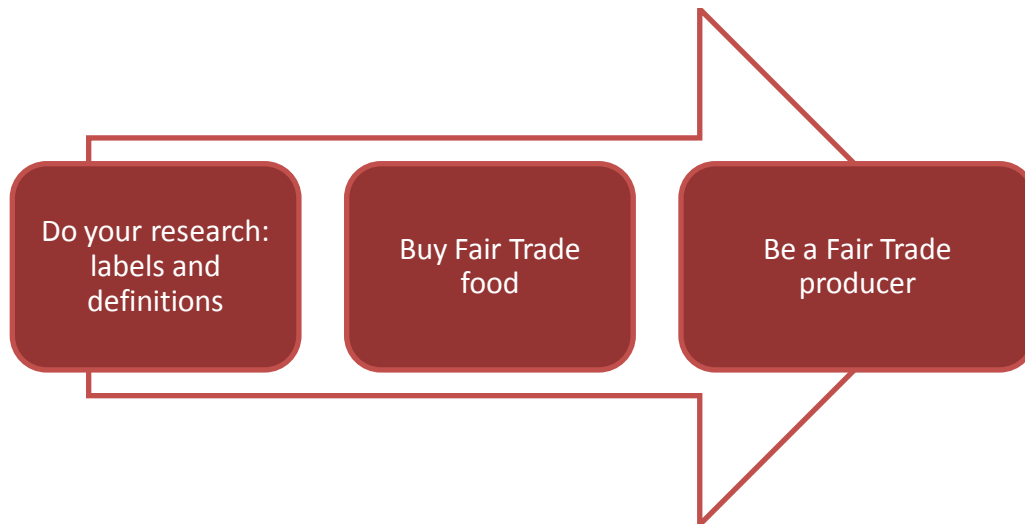 Do your research:
labels and
definitions
Buy Fair Trade
food
Be a Fair Trade
producer